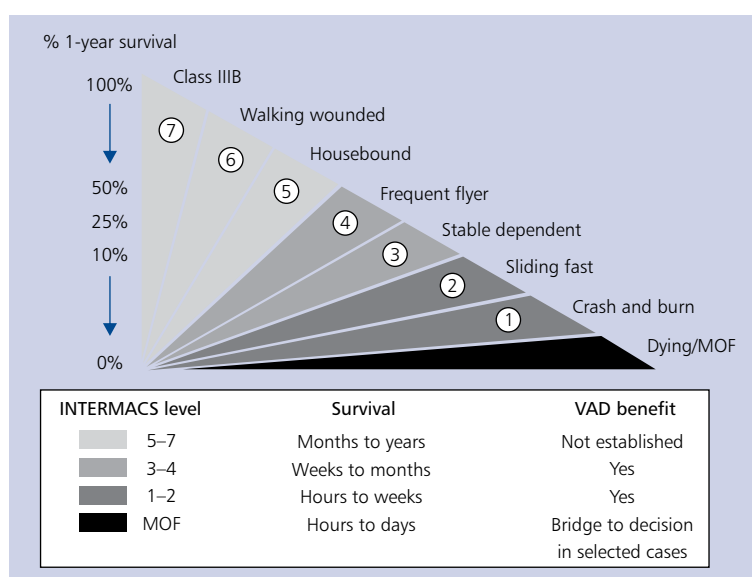 % 1-year survival
100%
Class IIIB
7
Walking wounded
6
Housebound
5
50%
Frequent flyer
4
25%
Stable dependent
3
10%
Sliding fast
2
Crash and burn
1
Dying/MOF
0%
INTERMACS level Survival VAD benefit
5–7 Months to years Not established
3–4 Weeks to months Yes
1–2 Hours to weeks Yes
MOF Hours to days Bridge to decision
in selected cases